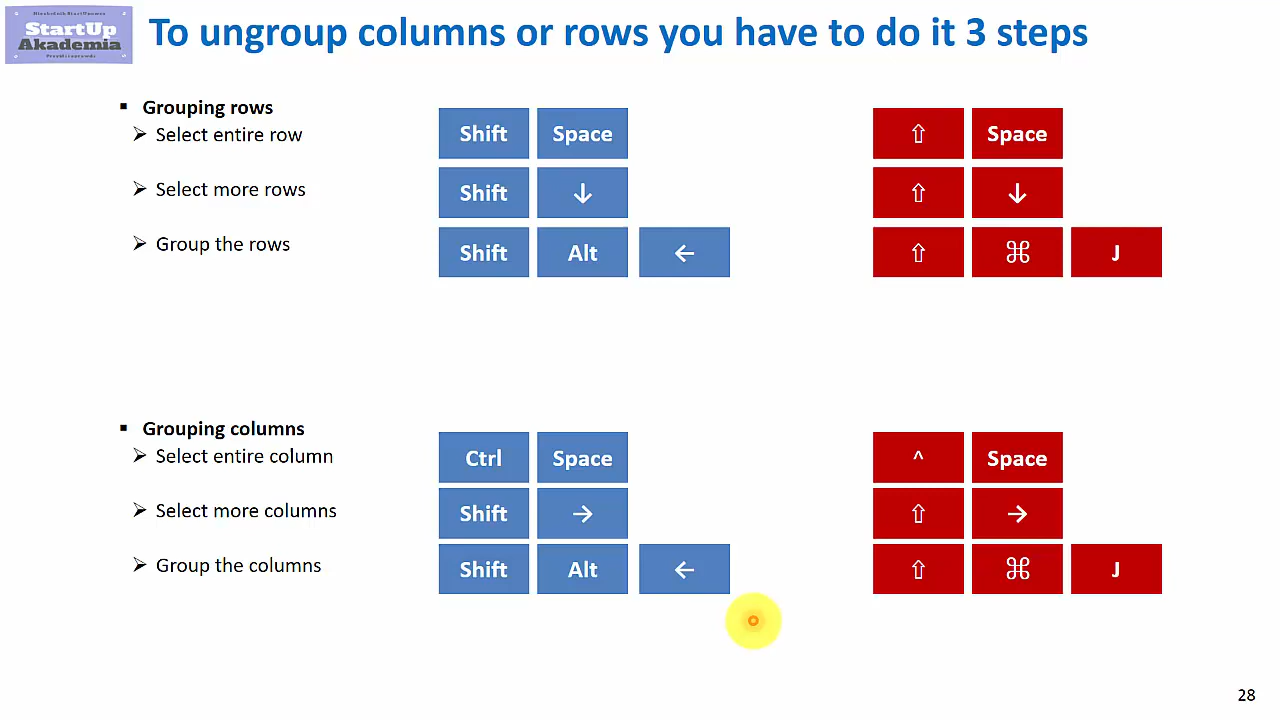 StartUp
Akademia
To ungroup columns or rows you have to do it 3 steps
▪ Grouping rows
➢ Select entire row
Shift Space
⇧ Space
➢ Select more rows
Shift ↓
⇧ ↓
➢ Group the rows
Shift Alt ←
⇧ ⌘ J
▪ Grouping columns
➢ Select entire column
Ctrl Space
^ Space
➢ Select more columns
Shift →
⇧ →
➢ Group the columns
Shift Alt ←
⇧ ⌘ J
28